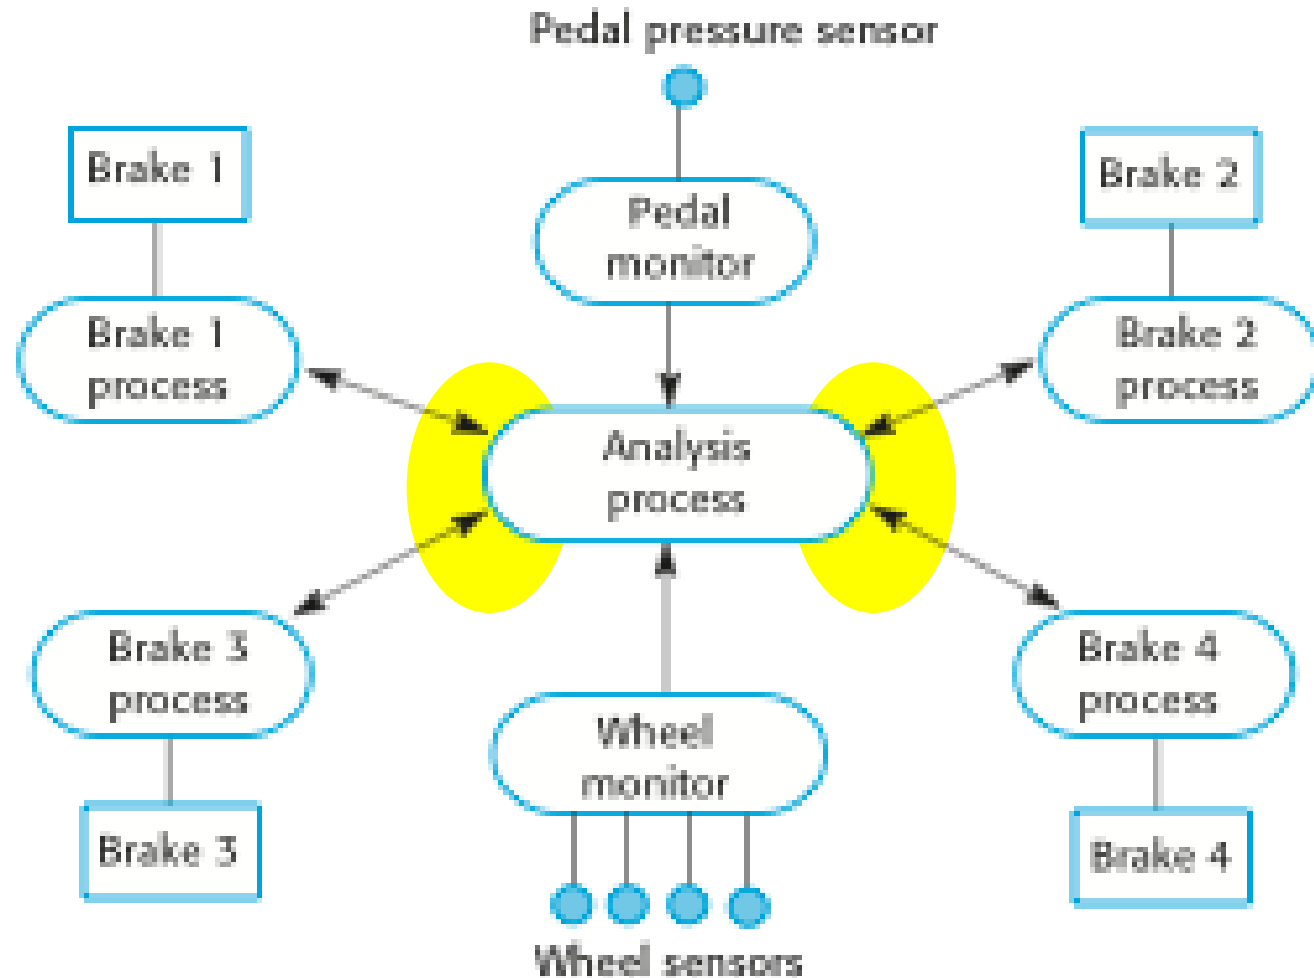 Pedal pressure sensor
Brake 1
Pedal
monitor
Brake 2
Brake 1
process
Brake 2
process
Analysis
process
Brake 3
process
Wheel
monitor
Brake 4
process
Brake 3
Brake 4
Wheel sensors